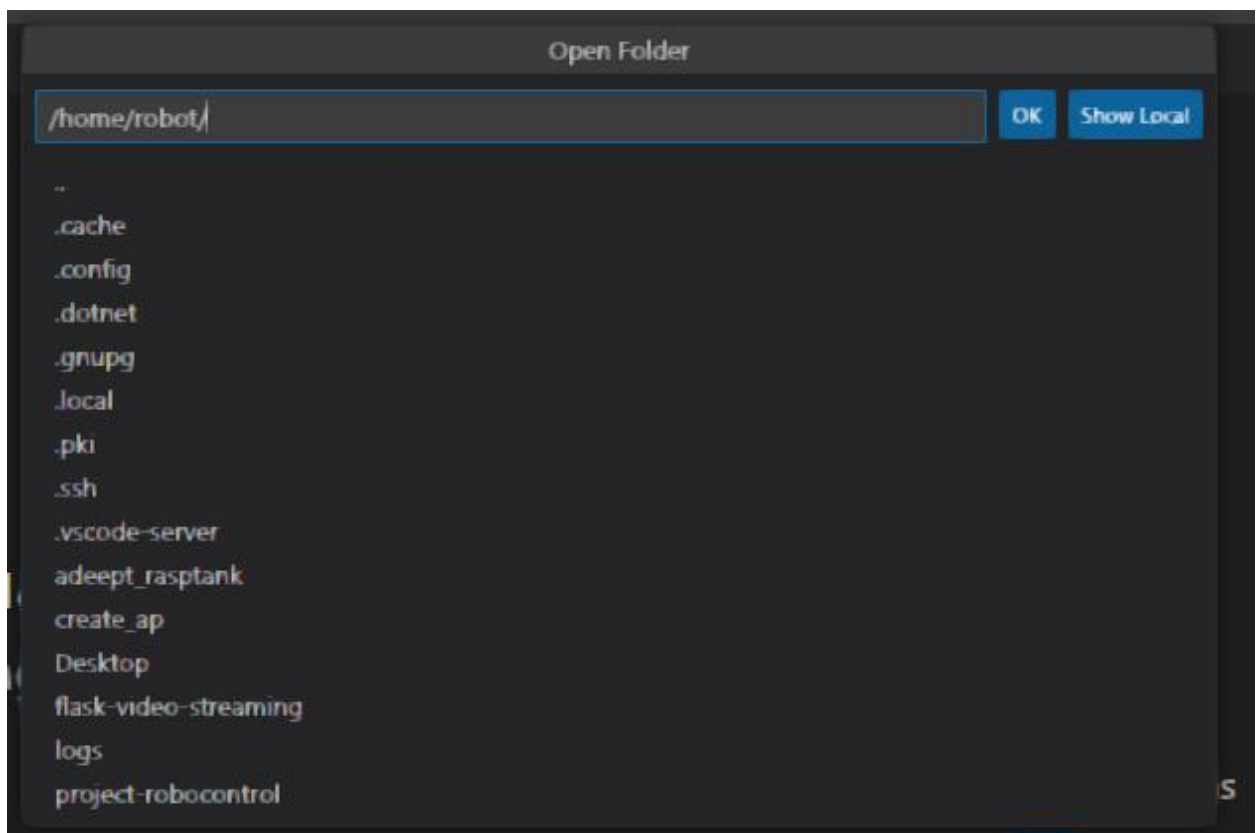 Open Folder
/home/robot/
OK
Show Local
..
.cache
.config
.dotnet
.gnupg
.local
.pki
.ssh
.vscode-server
adeept_rasptank
create_ap
Desktop
flask-video-streaming
logs
project-robocontrol